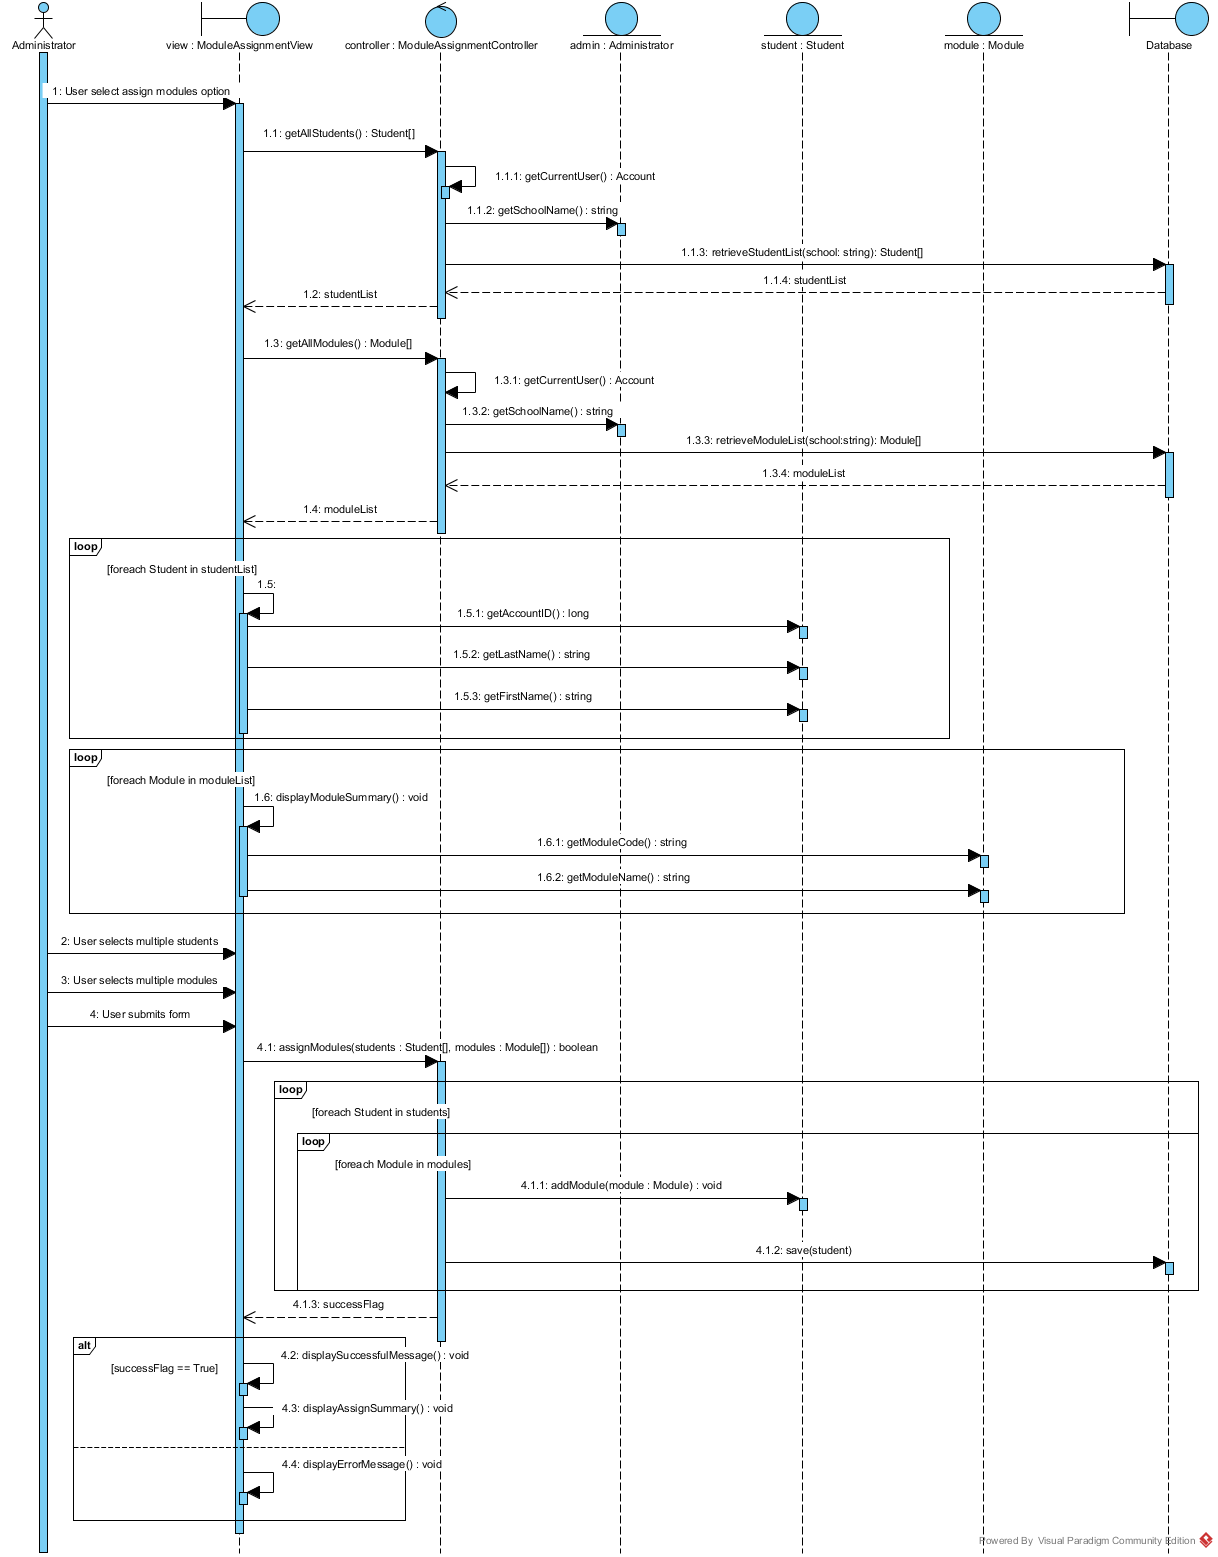 Administrator
view : ModuleAssignmentView
controller : ModuleAssignmentController
admin : Administrator
student : Student
module : Module
Database
1: User select assign modules option
1.1: getAllStudents() : Student[]
1.1.1: getCurrentUser() : Account
1.1.2: getSchoolName() : string
1.1.3: retrieveStudentList(school: string): Student[]
1.1.4: studentList
1.2: studentList
1.3: getAllModules() : Module[]
1.3.1: getCurrentUser() : Account
1.3.2: getSchoolName() : string
1.3.3: retrieveModuleList(school:string): Module[]
1.3.4: moduleList
1.4: moduleList
loop
[foreach Student in studentList]
1.5:
1.5.1: getAccountID() : long
1.5.2: getLastName() : string
1.5.3: getFirstName() : string
loop
[foreach Module in moduleList]
1.6: displayModuleSummary() : void
1.6.1: getModuleCode() : string
1.6.2: getModuleName() : string
2: User selects multiple students
3: User selects multiple modules
4: User submits form
4.1: assignModules(students : Student[], modules : Module[]) : boolean
loop
[foreach Student in students]
loop
[foreach Module in modules]
4.1.1: addModule(module : Module) : void
4.1.2: save(student)
4.1.3: successFlag
alt
[successFlag == True]
4.2: displaySuccessfulMessage() : void
4.3: displayAssignSummary() : void
4.4: displayErrorMessage() : void
Powered By Visual Paradigm Community Edition